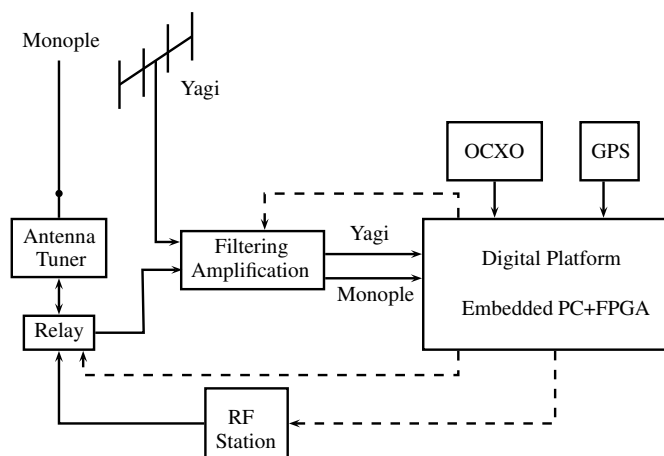 Monople
Yagi
OCXO
GPS
Antenna
Tuner
Filtering
Amplification
Yagi
Monople
Digital Platform
Embedded PC+FPGA
Relay
RF
Station